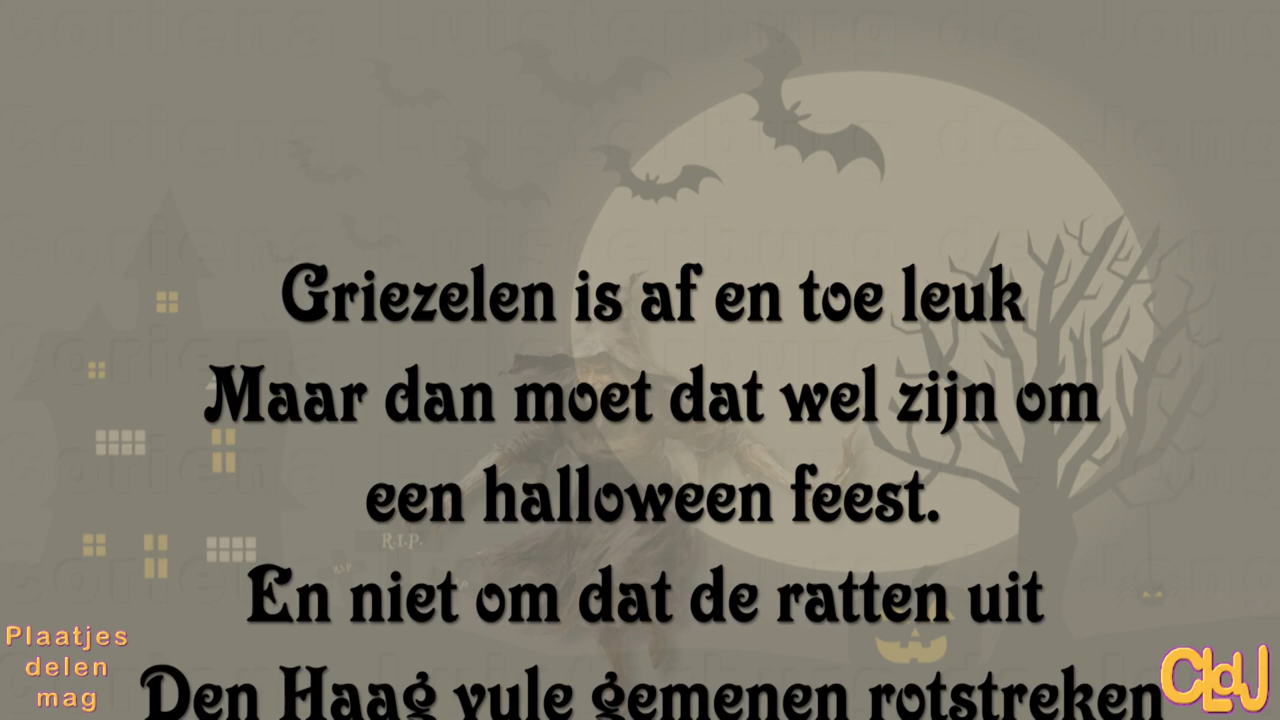 Griezelen is af en toe leuk
Maar dan moet dat wel zijn om
een halloween feest.
En niet om dat de ratten uit
Den Haag vule gemenen rotstreken
R.I.P.
Plaatjes
delen
mag
CLdJ